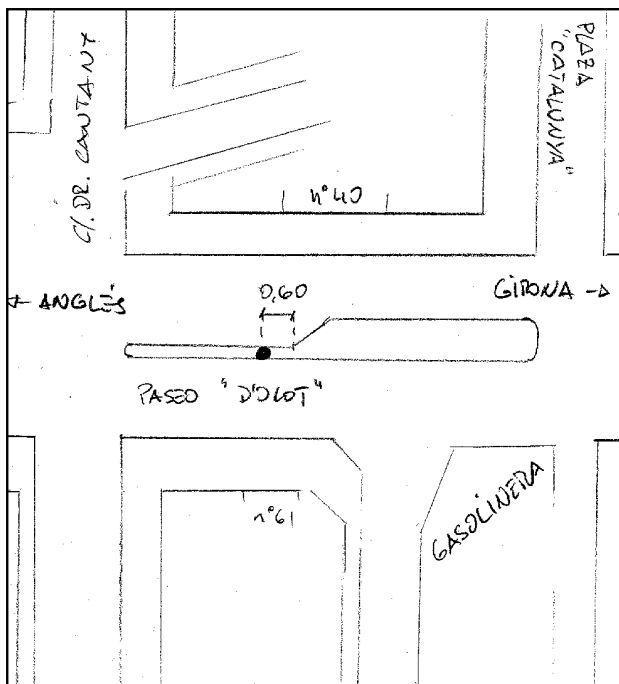 C/. DR. CANTANY
PLAZA
"CATALUNYA"
nº 40
← ANGLÉS
0,60
GIRONA →
PASEO "D'OLOT"
nº 61
GASOLINERA